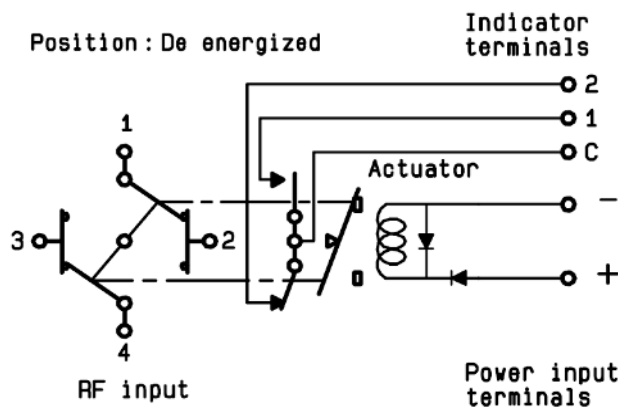 Position : De energized
Indicator
terminals
2
1
C
1
Actuator
-
3
2
+
4
RF input
Power input
terminals